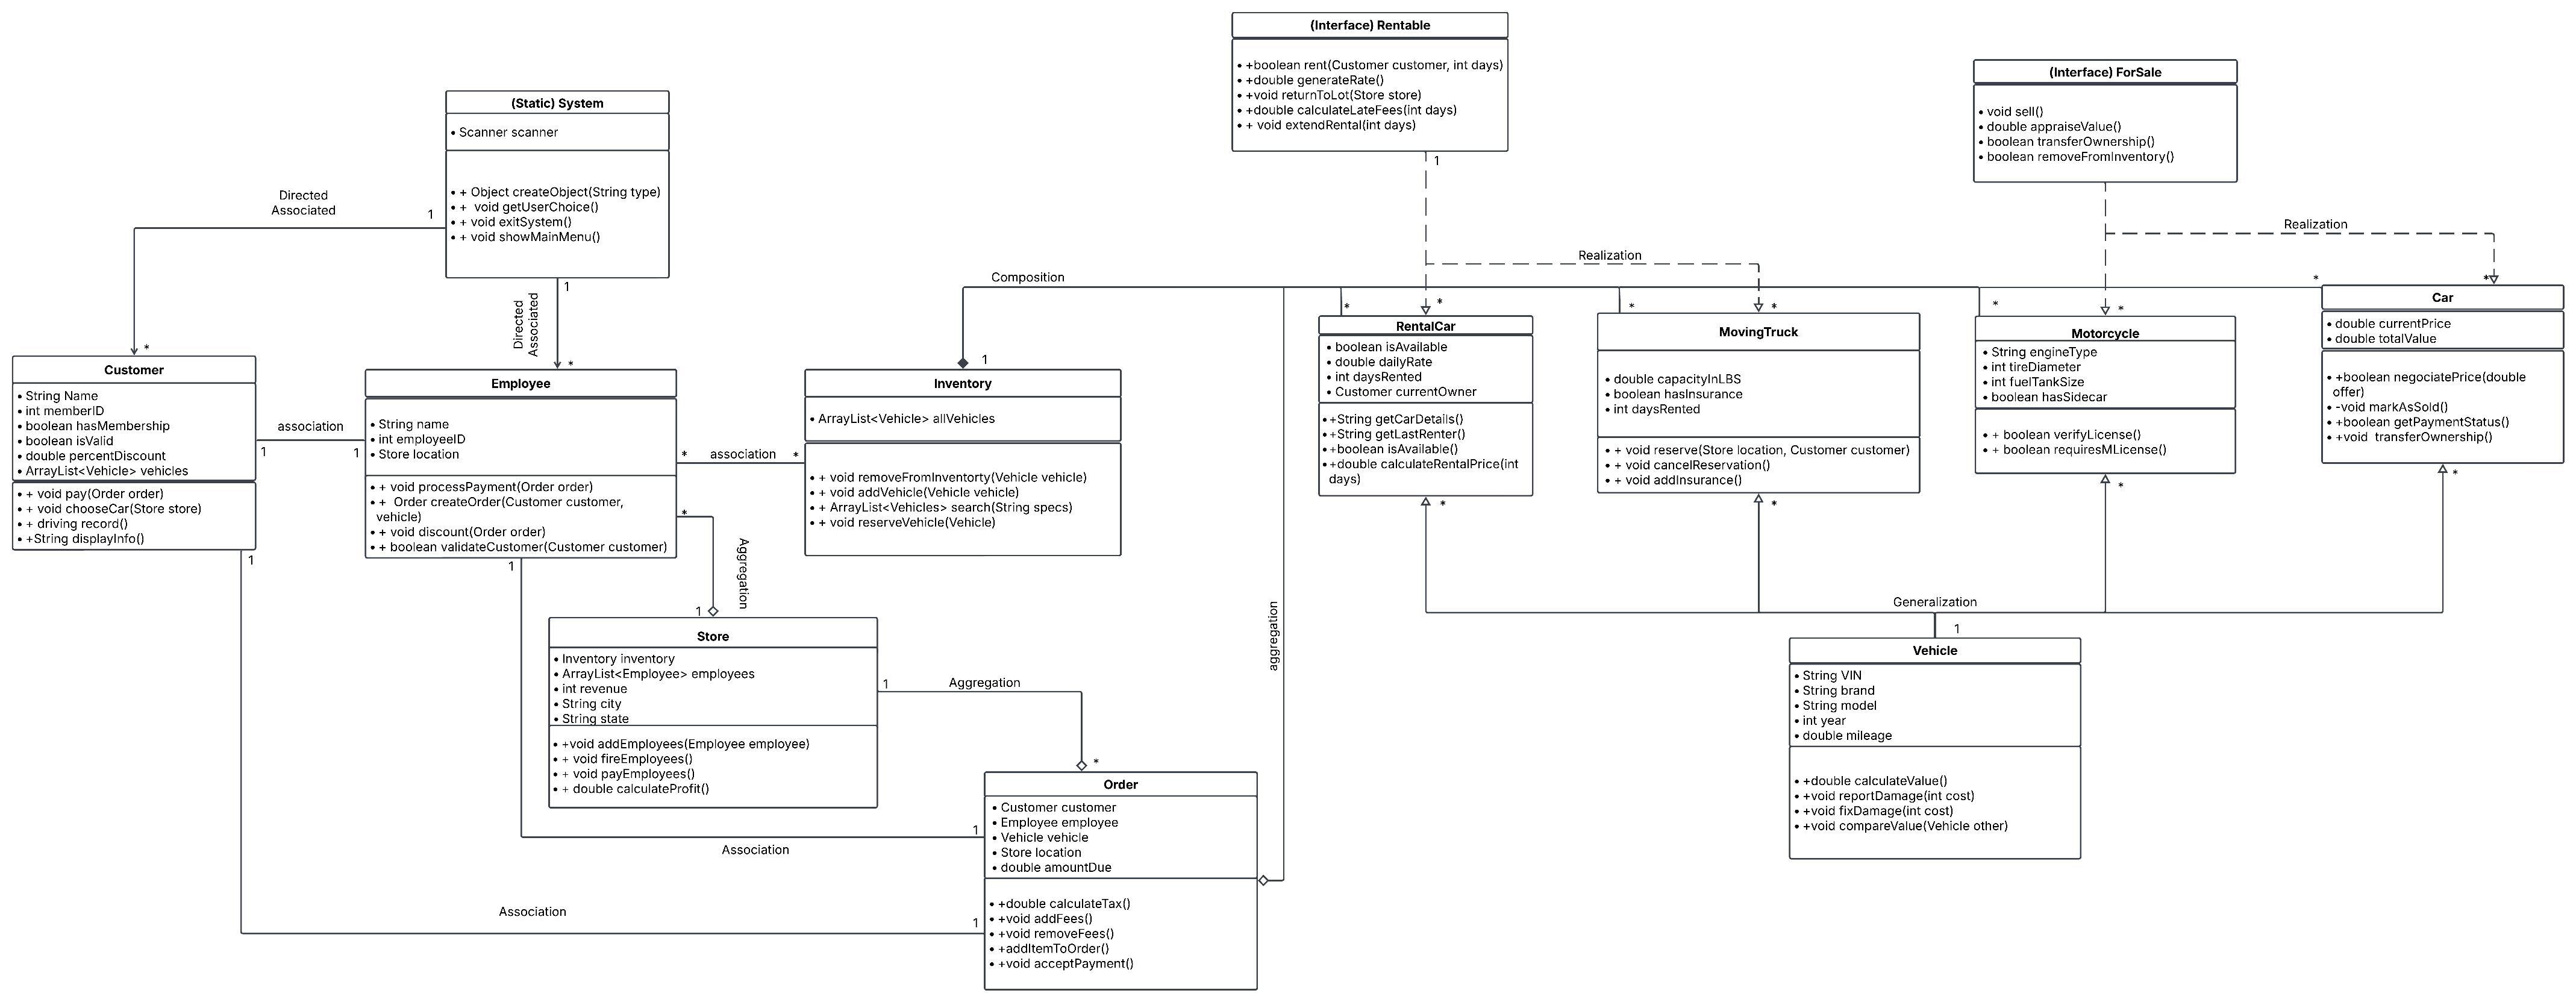 (Interface) Rentable
• +boolean rent(Customer customer, int days)
• +double generateRate()
• +void returnToLot(Store store)
• +double calculateLateFees(int days)
• + void extendRental(int days)
1
(Interface) ForSale
• void sell()
• double appraiseValue()
• boolean transferOwnership()
• boolean removeFromInventory()
(Static) System
• Scanner scanner
• + Object createObject(String type)
• +  void getUserChoice()
• + void exitSystem()
• + void showMainMenu()
Directed
Associated
1
*
Directed
Associated
1
*
Realization
*
*
Realization
*
*
Composition
1
*
*
*
*
Customer
• String Name
• int memberID
• boolean hasMembership
• boolean isValid
• double percentDiscount
• ArrayList<Vehicle> vehicles
• + void pay(Order order)
• + void chooseCar(Store store)
• + driving record()
• +String displayInfo()
association
1
1
1
Employee
• String name
• int employeeID
• Store location
• + void processPayment(Order order)
• +  Order createOrder(Customer customer,
vehicle)
• + void discount(Order order)
• + boolean validateCustomer(Customer customer)
*
association
*
*
1
Inventory
• ArrayList<Vehicle> allVehicles
• + void removeFromInventorty(Vehicle vehicle)
• + void addVehicle(Vehicle vehicle)
• + ArrayList<Vehicles> search(String specs)
• + void reserveVehicle(Vehicle)
RentalCar
• boolean isAvailable
• double dailyRate
• int daysRented
• Customer currentOwner
• +String getCarDetails()
• +String getLastRenter()
• +boolean isAvailable()
• +double calculateRentalPrice(int
days)
*
MovingTruck
• double capacityInLBS
• boolean hasInsurance
• int daysRented
• + void reserve(Store location, Customer customer)
• + void cancelReservation()
• + void addInsurance()
*
Motorcycle
• String engineType
• int tireDiameter
• int fuelTankSize
• boolean hasSidecar
• + boolean verifyLicense()
• + boolean requiresMLicense()
*
Car
• double currentPrice
• double totalValue
• +boolean negociatePrice(double
offer)
• -void markAsSold()
• +boolean getPaymentStatus()
• +void  transferOwnership()
*
Aggregation
1
Store
• Inventory inventory
• ArrayList<Employee> employees
• int revenue
• String city
• String state
• +void addEmployees(Employee employee)
• + void fireEmployees()
• + void payEmployees()
• + double calculateProfit()
1
Aggregation
*
aggregation
Generalization
1
Vehicle
• String VIN
• String brand
• String model
• int year
• double mileage
• +double calculateValue()
• +void reportDamage(int cost)
• +void fixDamage(int cost)
• +void compareValue(Vehicle other)
Order
• Customer customer
• Employee employee
• Vehicle vehicle
• Store location
• double amountDue
• +double calculateTax()
• +void addFees()
• +void removeFees()
• +addItemToOrder()
• +void acceptPayment()
1
Association
1
Association